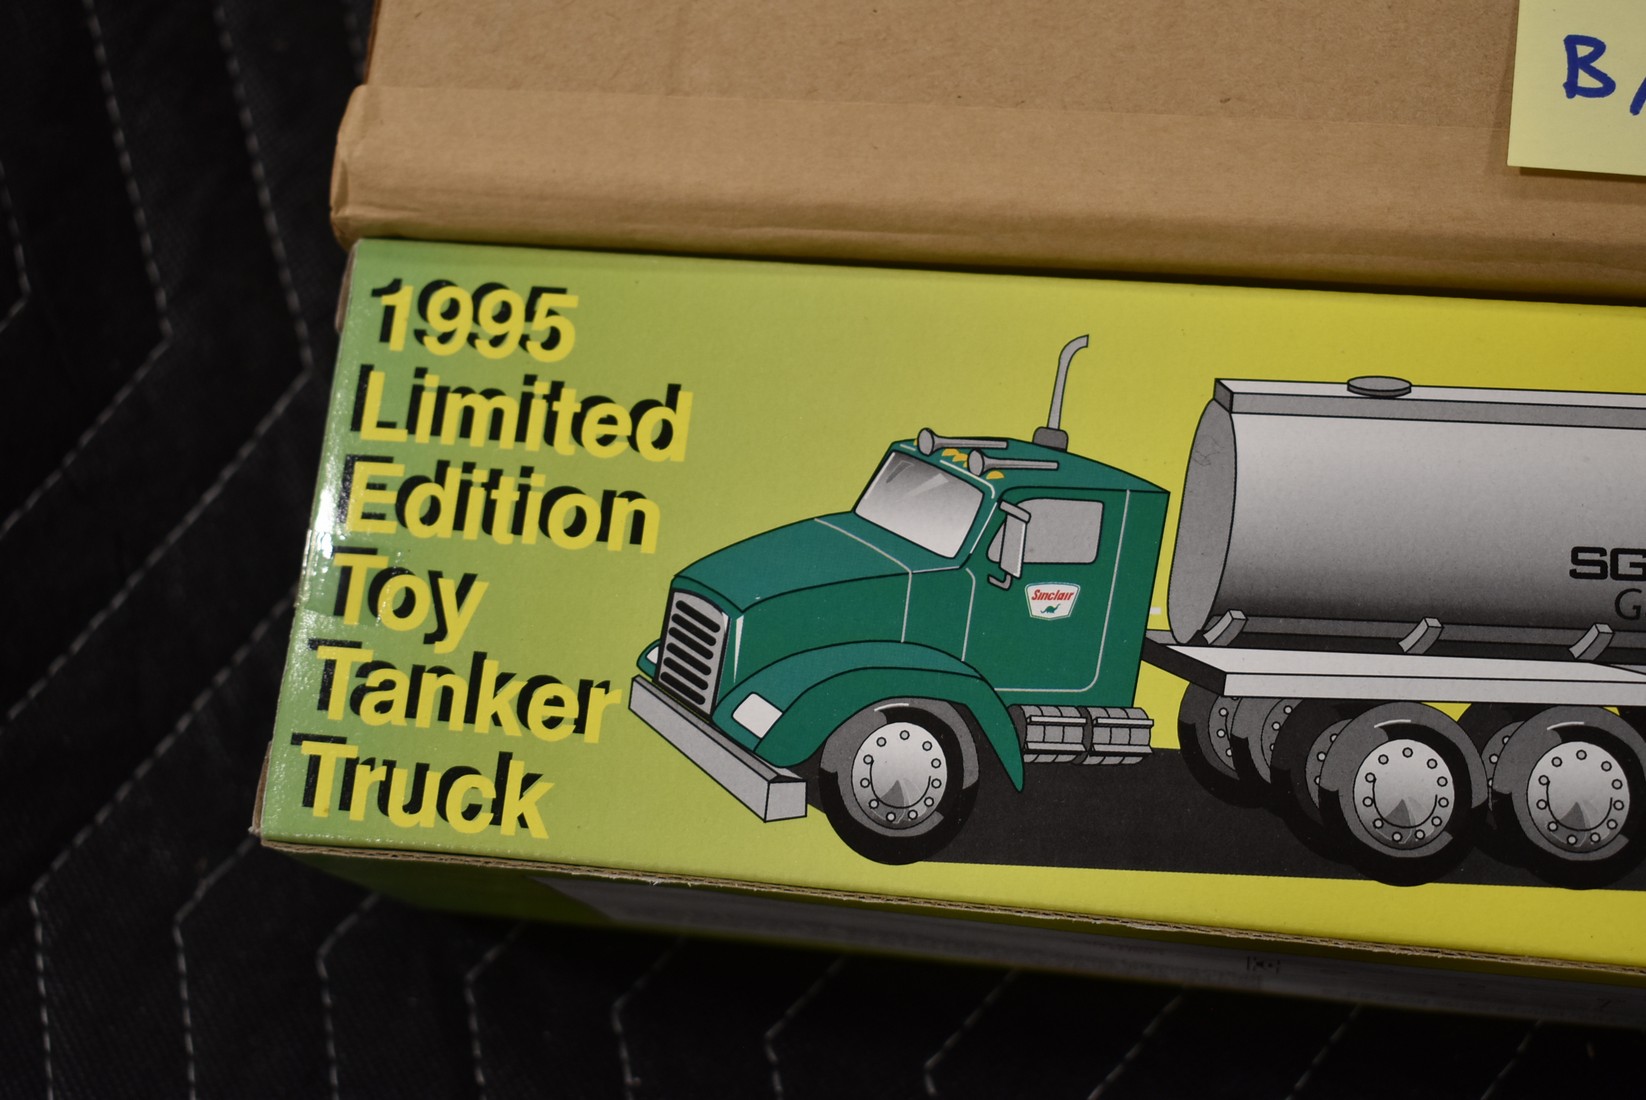 B
1995
Limited
Edition
Toy
Tanker
Truck
Sinclair
SG
G